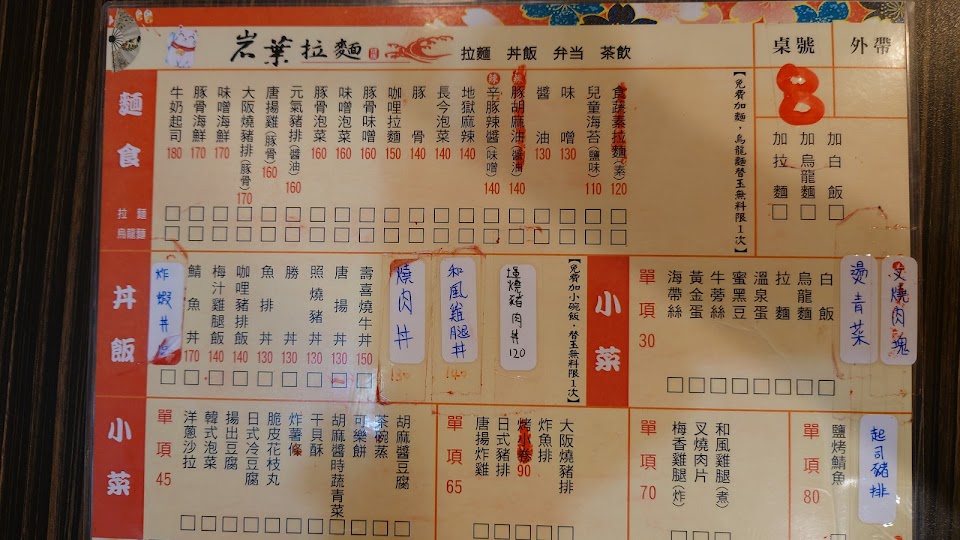 岩葉拉麵
拉麵 丼飯 弁当 茶飲
桌號
外帶
8
加拉麵
加烏龍麵
加白飯
麵食
拉麵
烏龍麵
牛奶起司 180
豚骨海鮮 170
味噌海鮮 170
大阪燒豬排(豚骨) 170
唐揚雞(豚骨) 160
元氣豬排(醬油) 160
豚骨泡菜 160
味噌泡菜 160
豚骨味噌 160
咖哩拉麵 150
豚骨 140
長今泡菜 140
地獄麻辣 140
辛豚辣醬(味噌) 140
豚胡麻油(醬油) 140
醬油 130
味噌 130
兒童海苔(鹽味) 110
食蔬素拉麵(素) 120
【免費加麵，烏龍麵替玉無料限1次】
丼飯
炸蝦丼
鯖魚丼 170
梅汁雞腿飯 140
咖哩豬排飯 140
魚排丼 130
勝丼 130
照燒豬丼 130
唐揚丼 130
壽喜燒牛丼 150
燒肉丼
和風雞腿丼
140
燒豬肉丼 120
【免費加小碗飯，替玉無料限1次】
小菜
單項 30
海帶絲
黃金蛋
牛蒡絲
蜜黑豆
溫泉蛋
拉麵
烏龍麵
白飯
燙青菜
叉燒肉塊
小菜
單項 45
洋蔥沙拉
韓式泡菜
揚出豆腐
日式冷豆腐
脆皮花枝丸
炸薯條
干貝酥
胡麻醬時蔬青菜
可樂餅
茶碗蒸
胡麻醬豆腐
單項 65
唐揚炸雞
日式豬排
烤小卷 90
炸魚排
大阪燒豬排
單項 70
梅香雞腿(炸)
叉燒肉片
和風雞腿(煮)
單項 80
鹽烤鯖魚
起司豬排